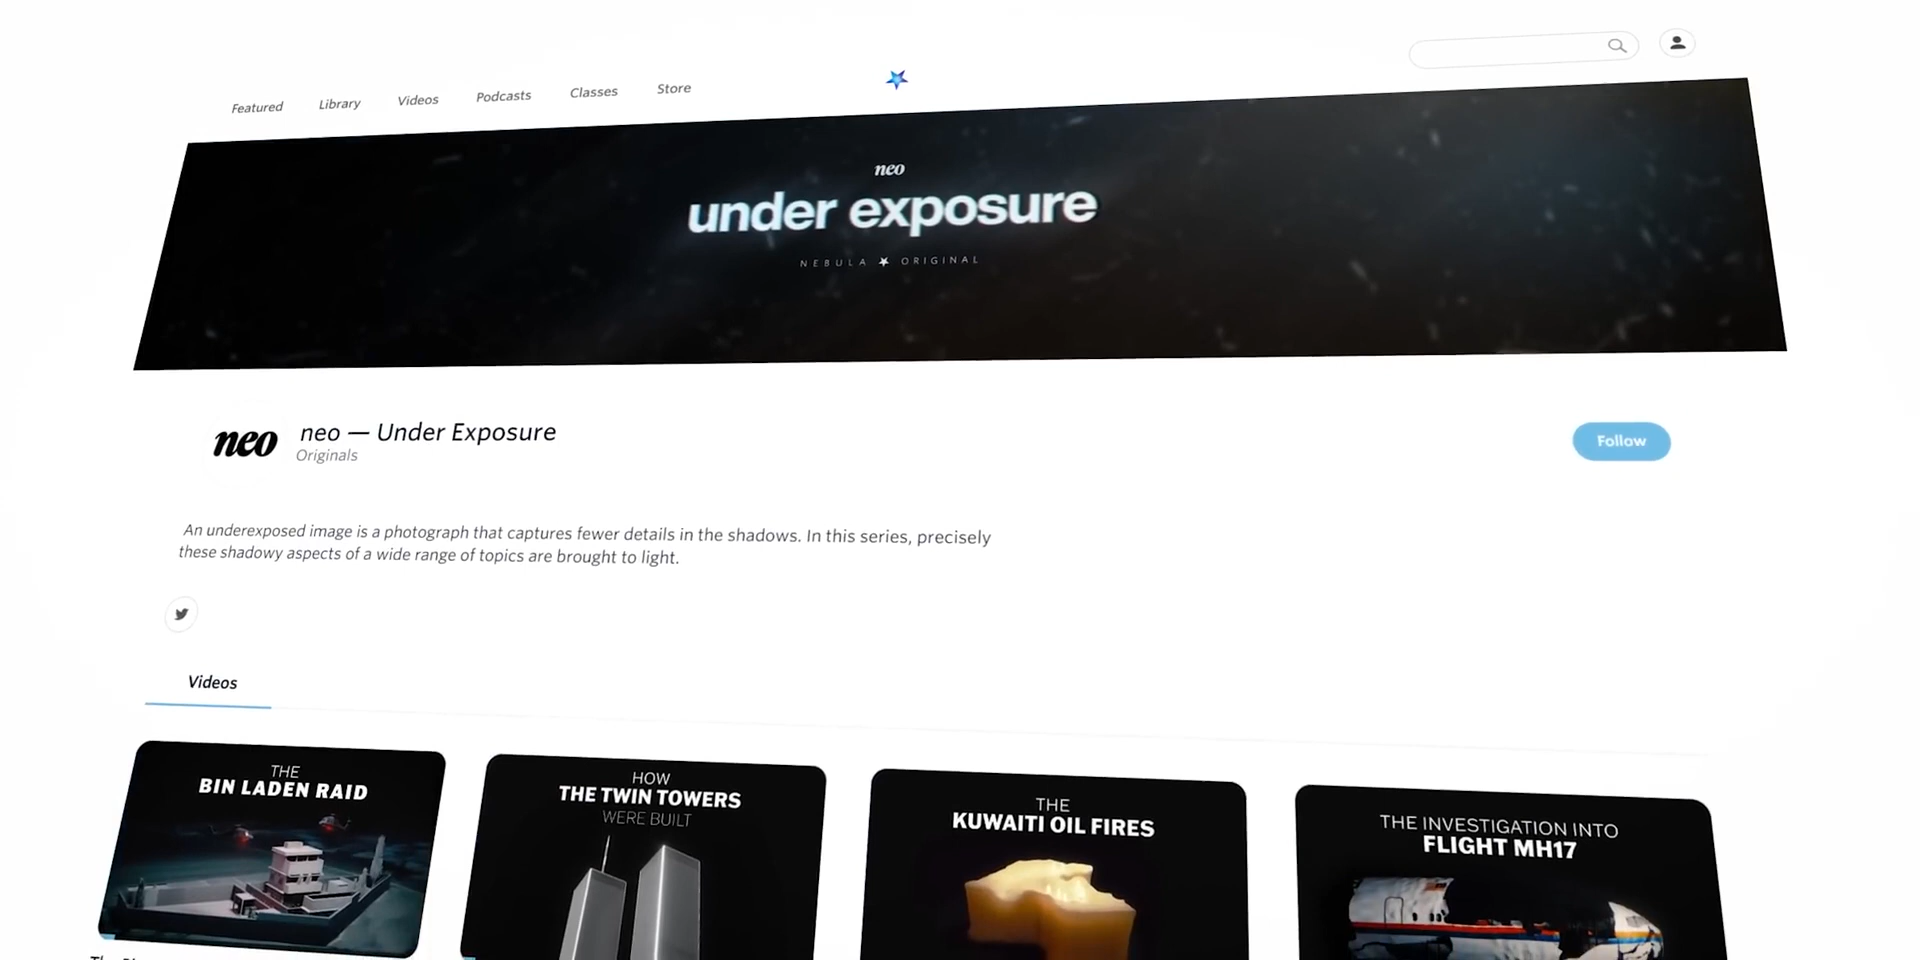 Featured Library Videos Podcasts Classes Store
neo
under exposure
NEBULA ORIGINAL
neo
neo — Under Exposure
Originals
Follow
An underexposed image is a photograph that captures fewer details in the shadows. In this series, precisely
these shadowy aspects of a wide range of topics are brought to light.
Videos
THE
BIN LADEN RAID
HOW
THE TWIN TOWERS
WERE BUILT
THE
KUWAITI OIL FIRES
THE INVESTIGATION INTO
FLIGHT MH17